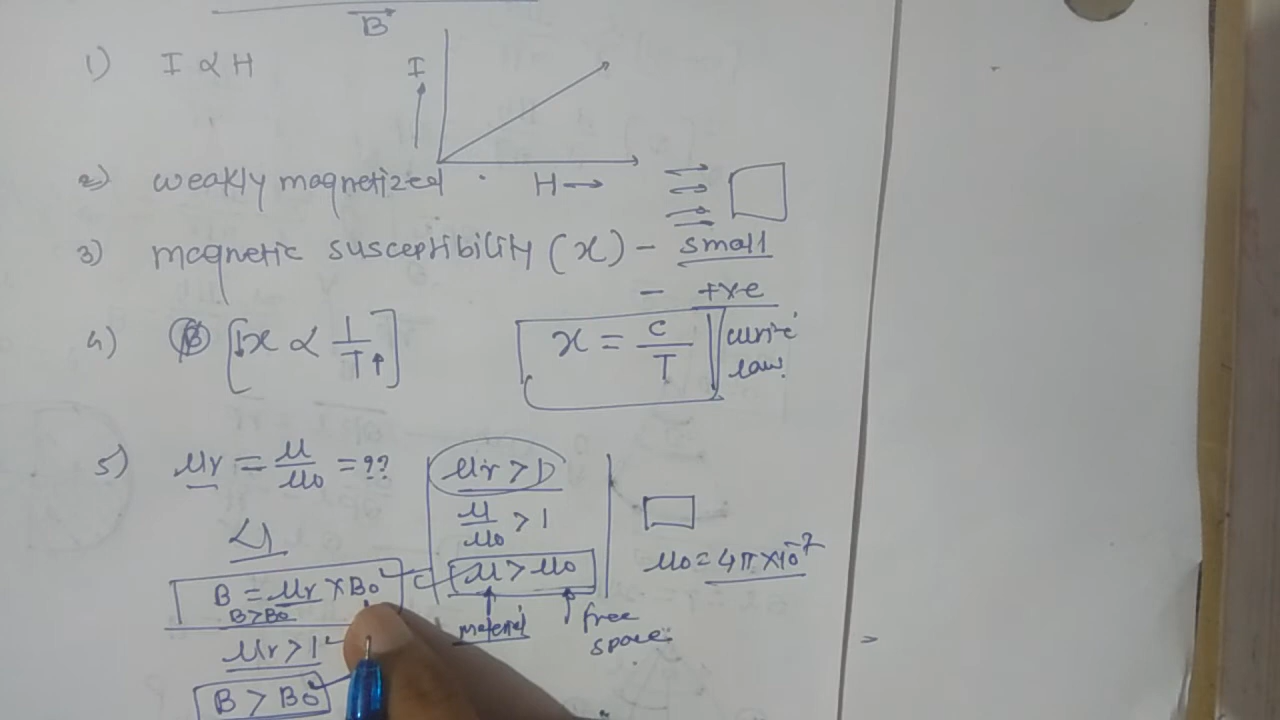 B
1) I ∝ H
I
2) weakly magnetized . H→
3) magnetic susceptibility (x) - small
- +ve
4) [x ∝ 1/T↑] x = C/T curie law.
5) μr = μ/μ0 = ?? μr > 1
μ/μ0 > 1
<1
μ > μ0 μ0 = 4π×10^-7
B = μr × B0
B>B0
material free space
μr > 1
B > B0